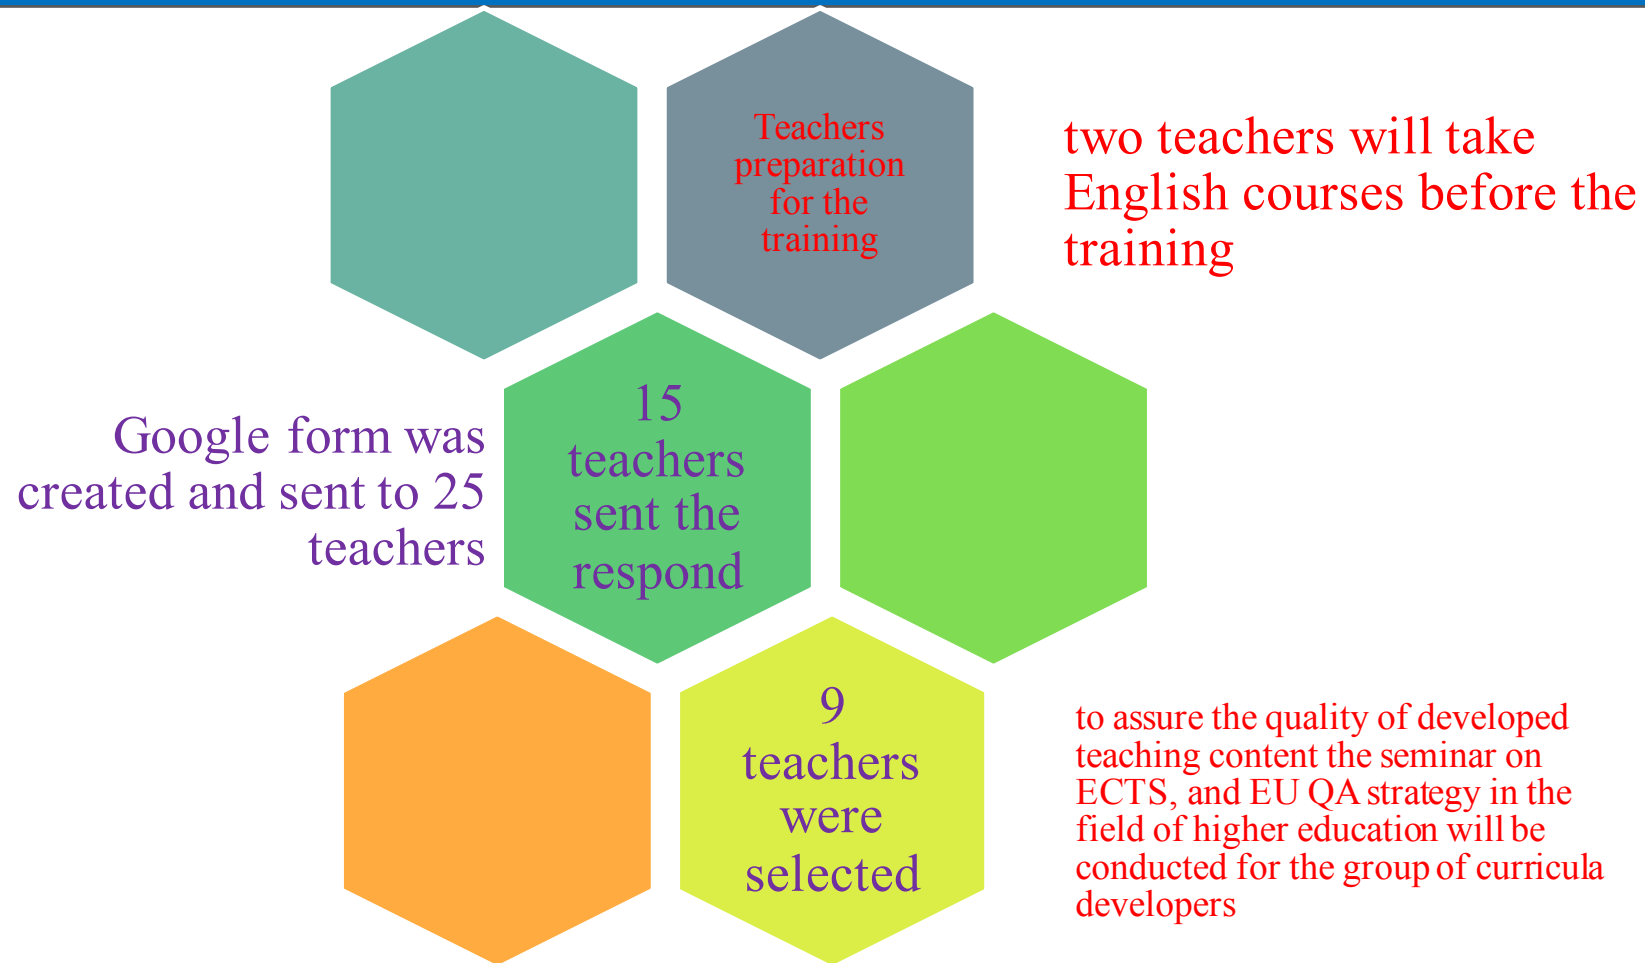 Teachers
preparation
for the
training
two teachers will take
English courses before the
training
Google form was
created and sent to 25
teachers
15
teachers
sent the
respond
9
teachers
were
selected
to assure the quality of developed
teaching content the seminar on
ECTS, and EU QA strategy in the
field of higher education will be
conducted for the group of curricula
developers